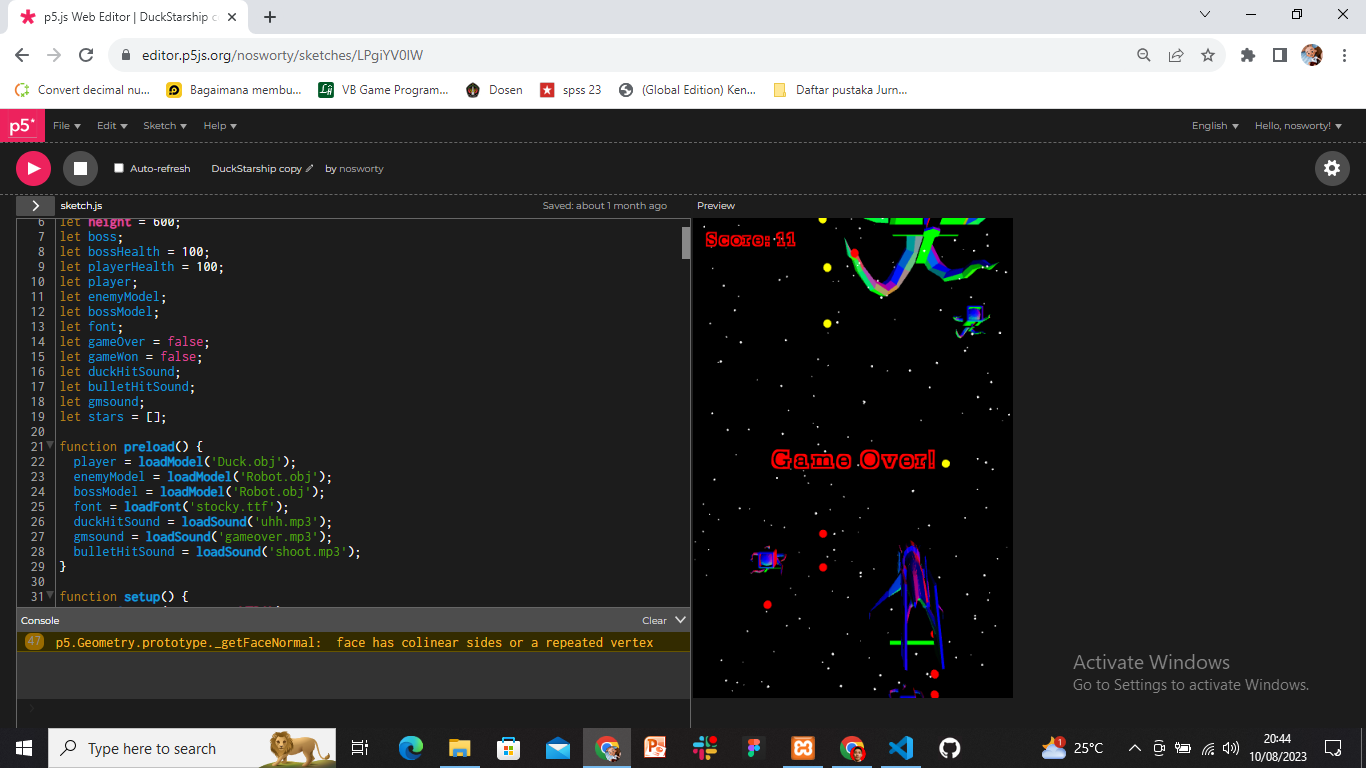 p5.js Web Editor | DuckStarship c
editor.p5js.org/nosworty/sketches/LPgiYV0lW
Convert decimal nu...
Bagaimana membu...
VB Game Program...
Dosen
spss 23
(Global Edition) Ken...
Daftar pustaka Jurn...
p5*
File
Edit
Sketch
Help
English
Hello, nosworty!
Auto-refresh
DuckStarship copy
by nosworty
sketch.js
Saved: about 1 month ago
Preview
6 let height = 600;
7 let boss;
8 let bossHealth = 100;
9 let playerHealth = 100;
10 let player;
11 let enemyModel;
12 let bossModel;
13 let font;
14 let gameOver = false;
15 let gameWon = false;
16 let duckHitSound;
17 let bulletHitSound;
18 let gmsound;
19 let stars = [];
20
21 function preload() {
22 player = loadModel('Duck.obj');
23 enemyModel = loadModel('Robot.obj');
24 bossModel = loadModel('Robot.obj');
25 font = loadFont('stocky.ttf');
26 duckHitSound = loadSound('uhh.mp3');
27 gmsound = loadSound('gameover.mp3');
28 bulletHitSound = loadSound('shoot.mp3');
29 }
30
31 function setup() {
Score: 11
Game Over!
Console
Clear
47 p5.Geometry.prototype._getFaceNormal: face has colinear sides or a repeated vertex
Activate Windows
Go to Settings to activate Windows.
Type here to search
1
25°C
20:44
10/08/2023